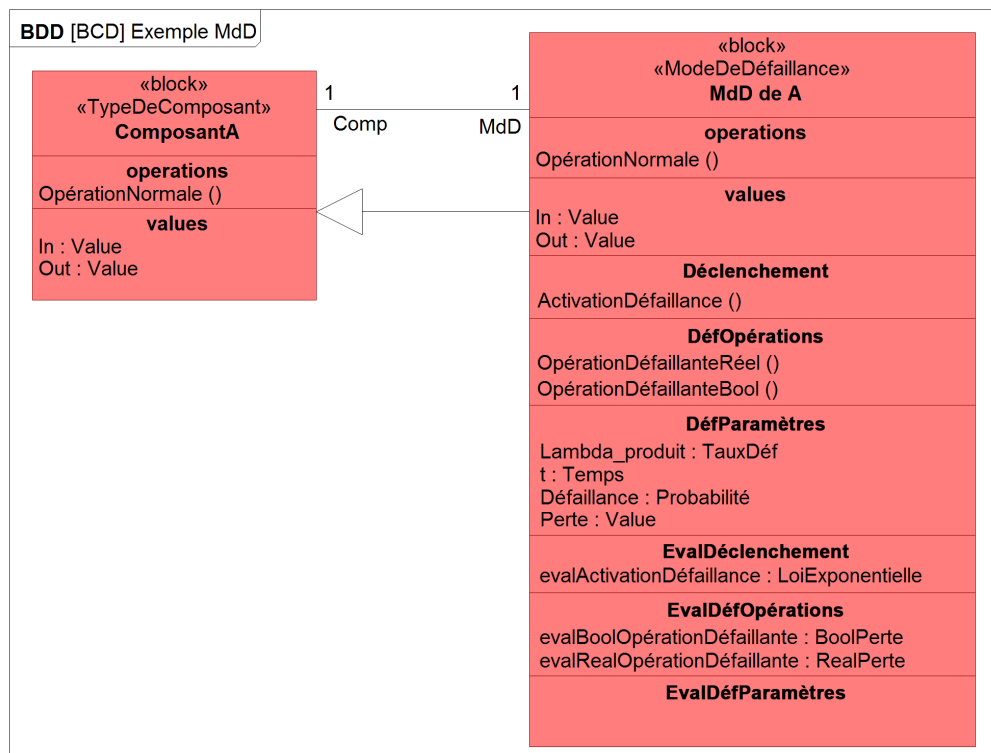 BDD [BCD] Exemple MdD
«block»
«TypeDeComposant»
ComposantA
operations
OpérationNormale ()
values
In : Value
Out : Value
1
1
Comp
MdD
«block»
«ModeDeDéfaillance»
MdD de A
operations
OpérationNormale ()
values
In : Value
Out : Value
Déclenchement
ActivationDéfaillance ()
DéfOpérations
OpérationDéfaillanteRéel ()
OpérationDéfaillanteBool ()
DéfParamètres
Lambda_produit : TauxDéf
t : Temps
Défaillance : Probabilité
Perte : Value
EvalDéclenchement
evalActivationDéfaillance : LoiExponentielle
EvalDéfOpérations
evalBoolOpérationDéfaillante : BoolPerte
evalRealOpérationDéfaillante : RealPerte
EvalDéfParamètres